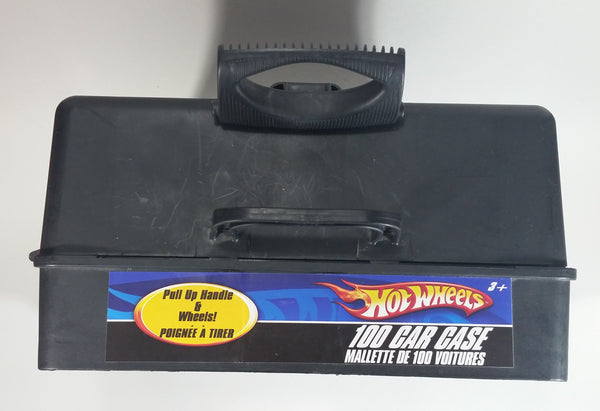 Pull Up Handle
&
Wheels!
POIGNÉE À TIRER
HOT WHEELS
3+
100 CAR CASE
MALLETTE DE 100 VOITURES